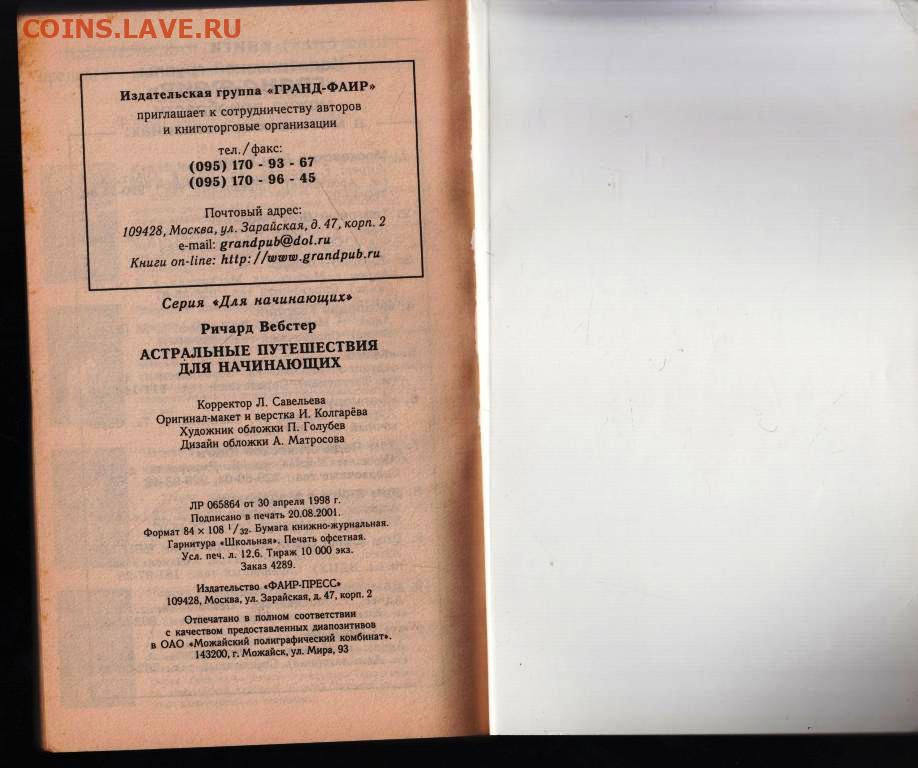 COINS.LAVE.RU
Издательская группа «ГРАНД-ФАИР»
приглашает к сотрудничеству авторов
и книготорговые организации
тел./факс:
(095) 170 - 93 - 67
(095) 170 - 96 - 45
Почтовый адрес:
109428, Москва, ул. Зарайская, д. 47, корп. 2
e-mail: grandpub@dol.ru
Книги on-line: http://www.grandpub.ru
Серия «Для начинающих»
Ричард Вебстер
АСТРАЛЬНЫЕ ПУТЕШЕСТВИЯ
ДЛЯ НАЧИНАЮЩИХ
Корректор Л. Савельева
Оригинал-макет и верстка И. Колгарёва
Художник обложки П. Голубев
Дизайн обложки А. Матросова
ЛР 065864 от 30 апреля 1998 г.
Подписано в печать 20.08.2001.
Формат 84 × 108 1/32. Бумага книжно-журнальная.
Гарнитура «Школьная». Печать офсетная.
Усл. печ. л. 12,6. Тираж 10 000 экз.
Заказ 4289.
Издательство «ФАИР-ПРЕСС»
109428, Москва, ул. Зарайская, д. 47, корп. 2
Отпечатано в полном соответствии
с качеством предоставленных диапозитивов
в ОАО «Можайский полиграфический комбинат».
143200, г. Можайск, ул. Мира, 93